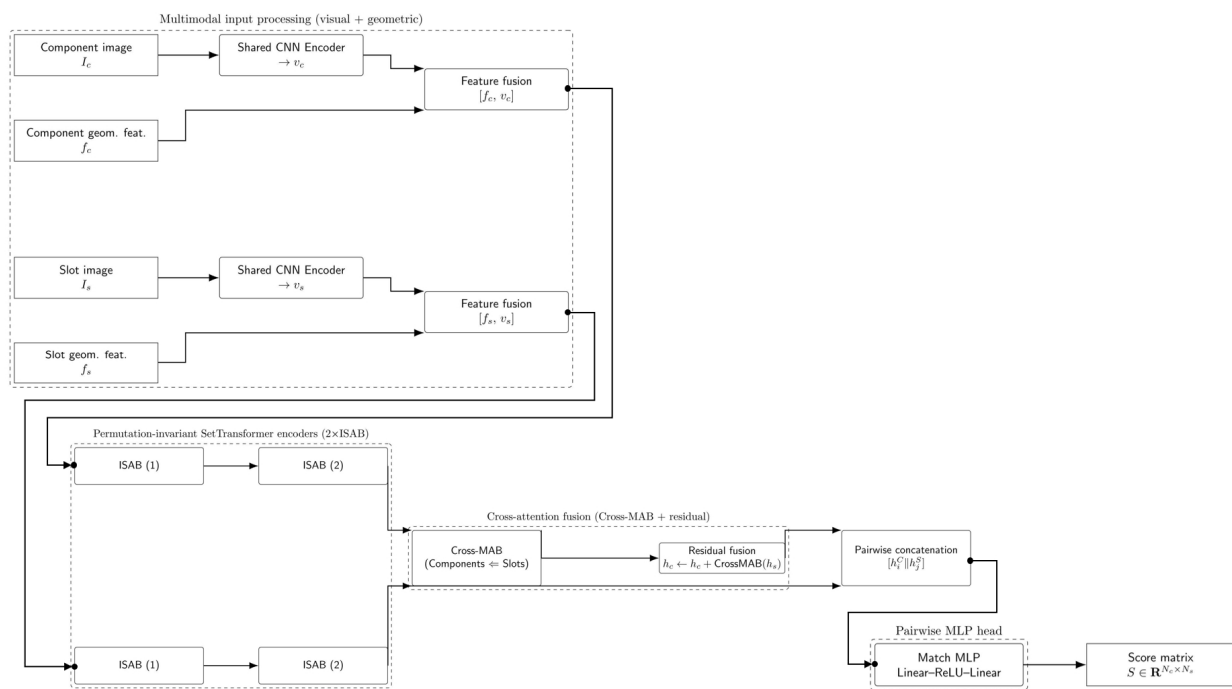 Multimodal input processing (visual + geometric)
Component image
I_c
Shared CNN Encoder
→ v_c
Feature fusion
[f_c, v_c]
Component geom. feat.
f_c
Slot image
I_s
Shared CNN Encoder
→ v_s
Feature fusion
[f_s, v_s]
Slot geom. feat.
f_s
Permutation-invariant SetTransformer encoders (2×ISAB)
ISAB (1)
ISAB (2)
Cross-attention fusion (Cross-MAB + residual)
Cross-MAB
(Components ⇐ Slots)
Residual fusion
h_c ← h_c + CrossMAB(h_s)
Pairwise concatenation
[h_i^C∥h_j^S]
ISAB (1)
ISAB (2)
Pairwise MLP head
Match MLP
Linear–ReLU–Linear
Score matrix
S ∈ R^{N_c×N_s}